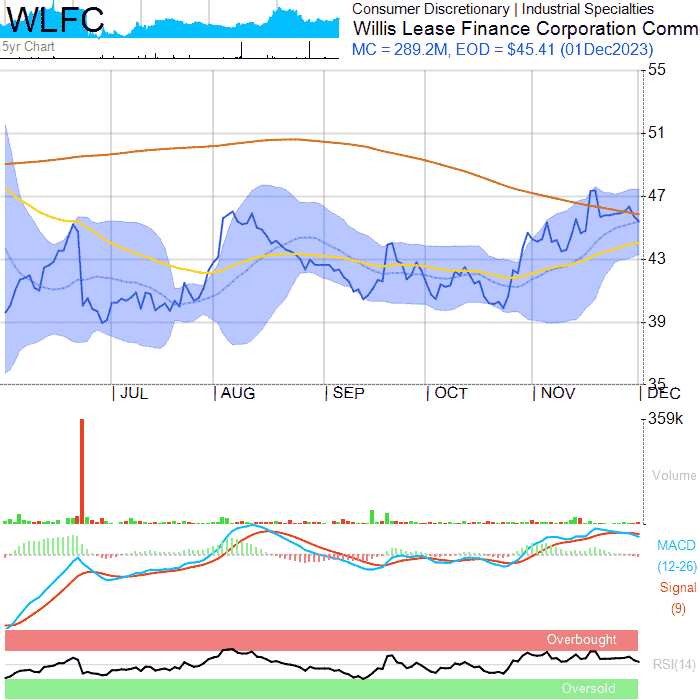 WLFC
5yr Chart
Consumer Discretionary | Industrial Specialties
Willis Lease Finance Corporation Comm
MC = 289.2M, EOD = $45.41 (01Dec2023)
55
51
47
43
39
35
JUL AUG SEP OCT NOV DEC
359k
Volume
MACD
(12-26)
Signal
(9)
Overbought
RSI(14)
Oversold